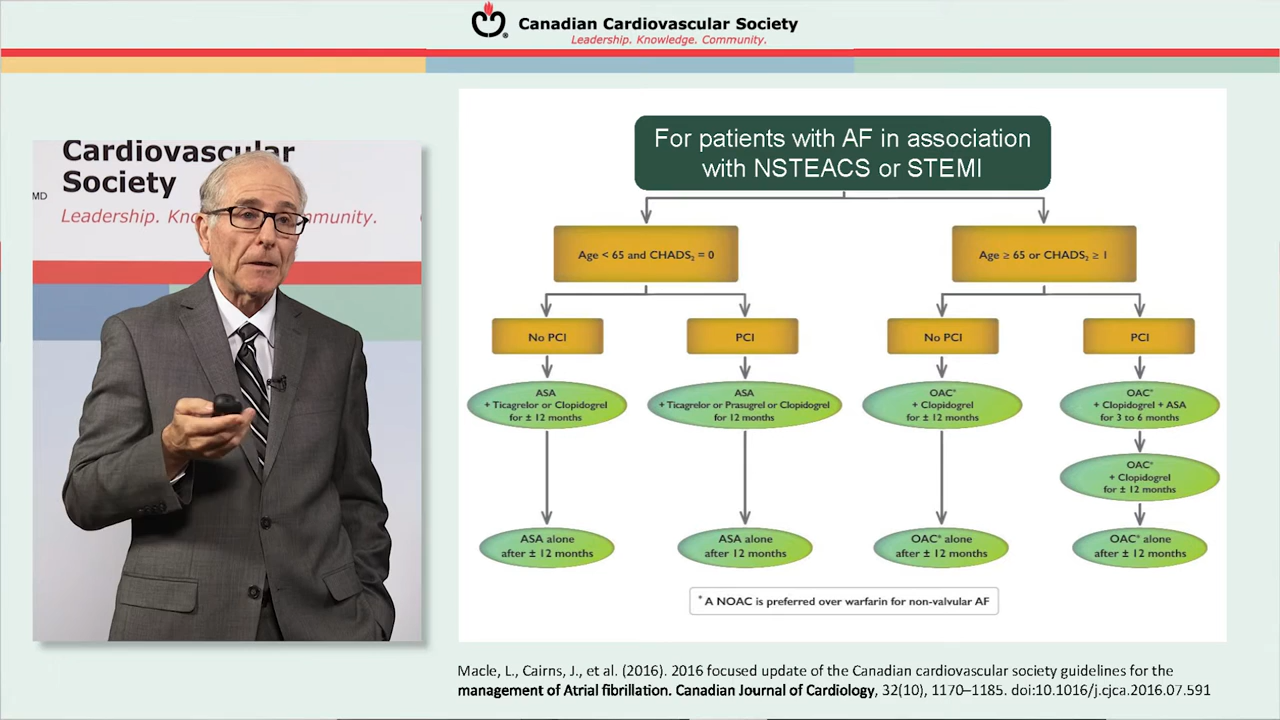 Canadian Cardiovascular Society
Leadership. Knowledge. Community.
Cardiovascular
Society
MD
Leadership. Kno mmunity.
For patients with AF in association
with NSTEACS or STEMI
Age < 65 and CHADS₂ = 0
Age ≥ 65 or CHADS₂ ≥ 1
No PCI
PCI
No PCI
PCI
ASA
+ Ticagrelor or Clopidogrel
for ± 12 months
ASA
+ Ticagrelor or Prasugrel or Clopidogrel
for 12 months
OAC*
+ Clopidogrel
for ± 12 months
OAC*
+ Clopidogrel + ASA
for 3 to 6 months
OAC*
+ Clopidogrel
for ± 12 months
ASA alone
after ± 12 months
ASA alone
after 12 months
OAC* alone
after ± 12 months
OAC* alone
after ± 12 months
* A NOAC is preferred over warfarin for non-valvular AF
Macle, L., Cairns, J., et al. (2016). 2016 focused update of the Canadian cardiovascular society guidelines for the
management of Atrial fibrillation. Canadian Journal of Cardiology, 32(10), 1170–1185. doi:10.1016/j.cjca.2016.07.591